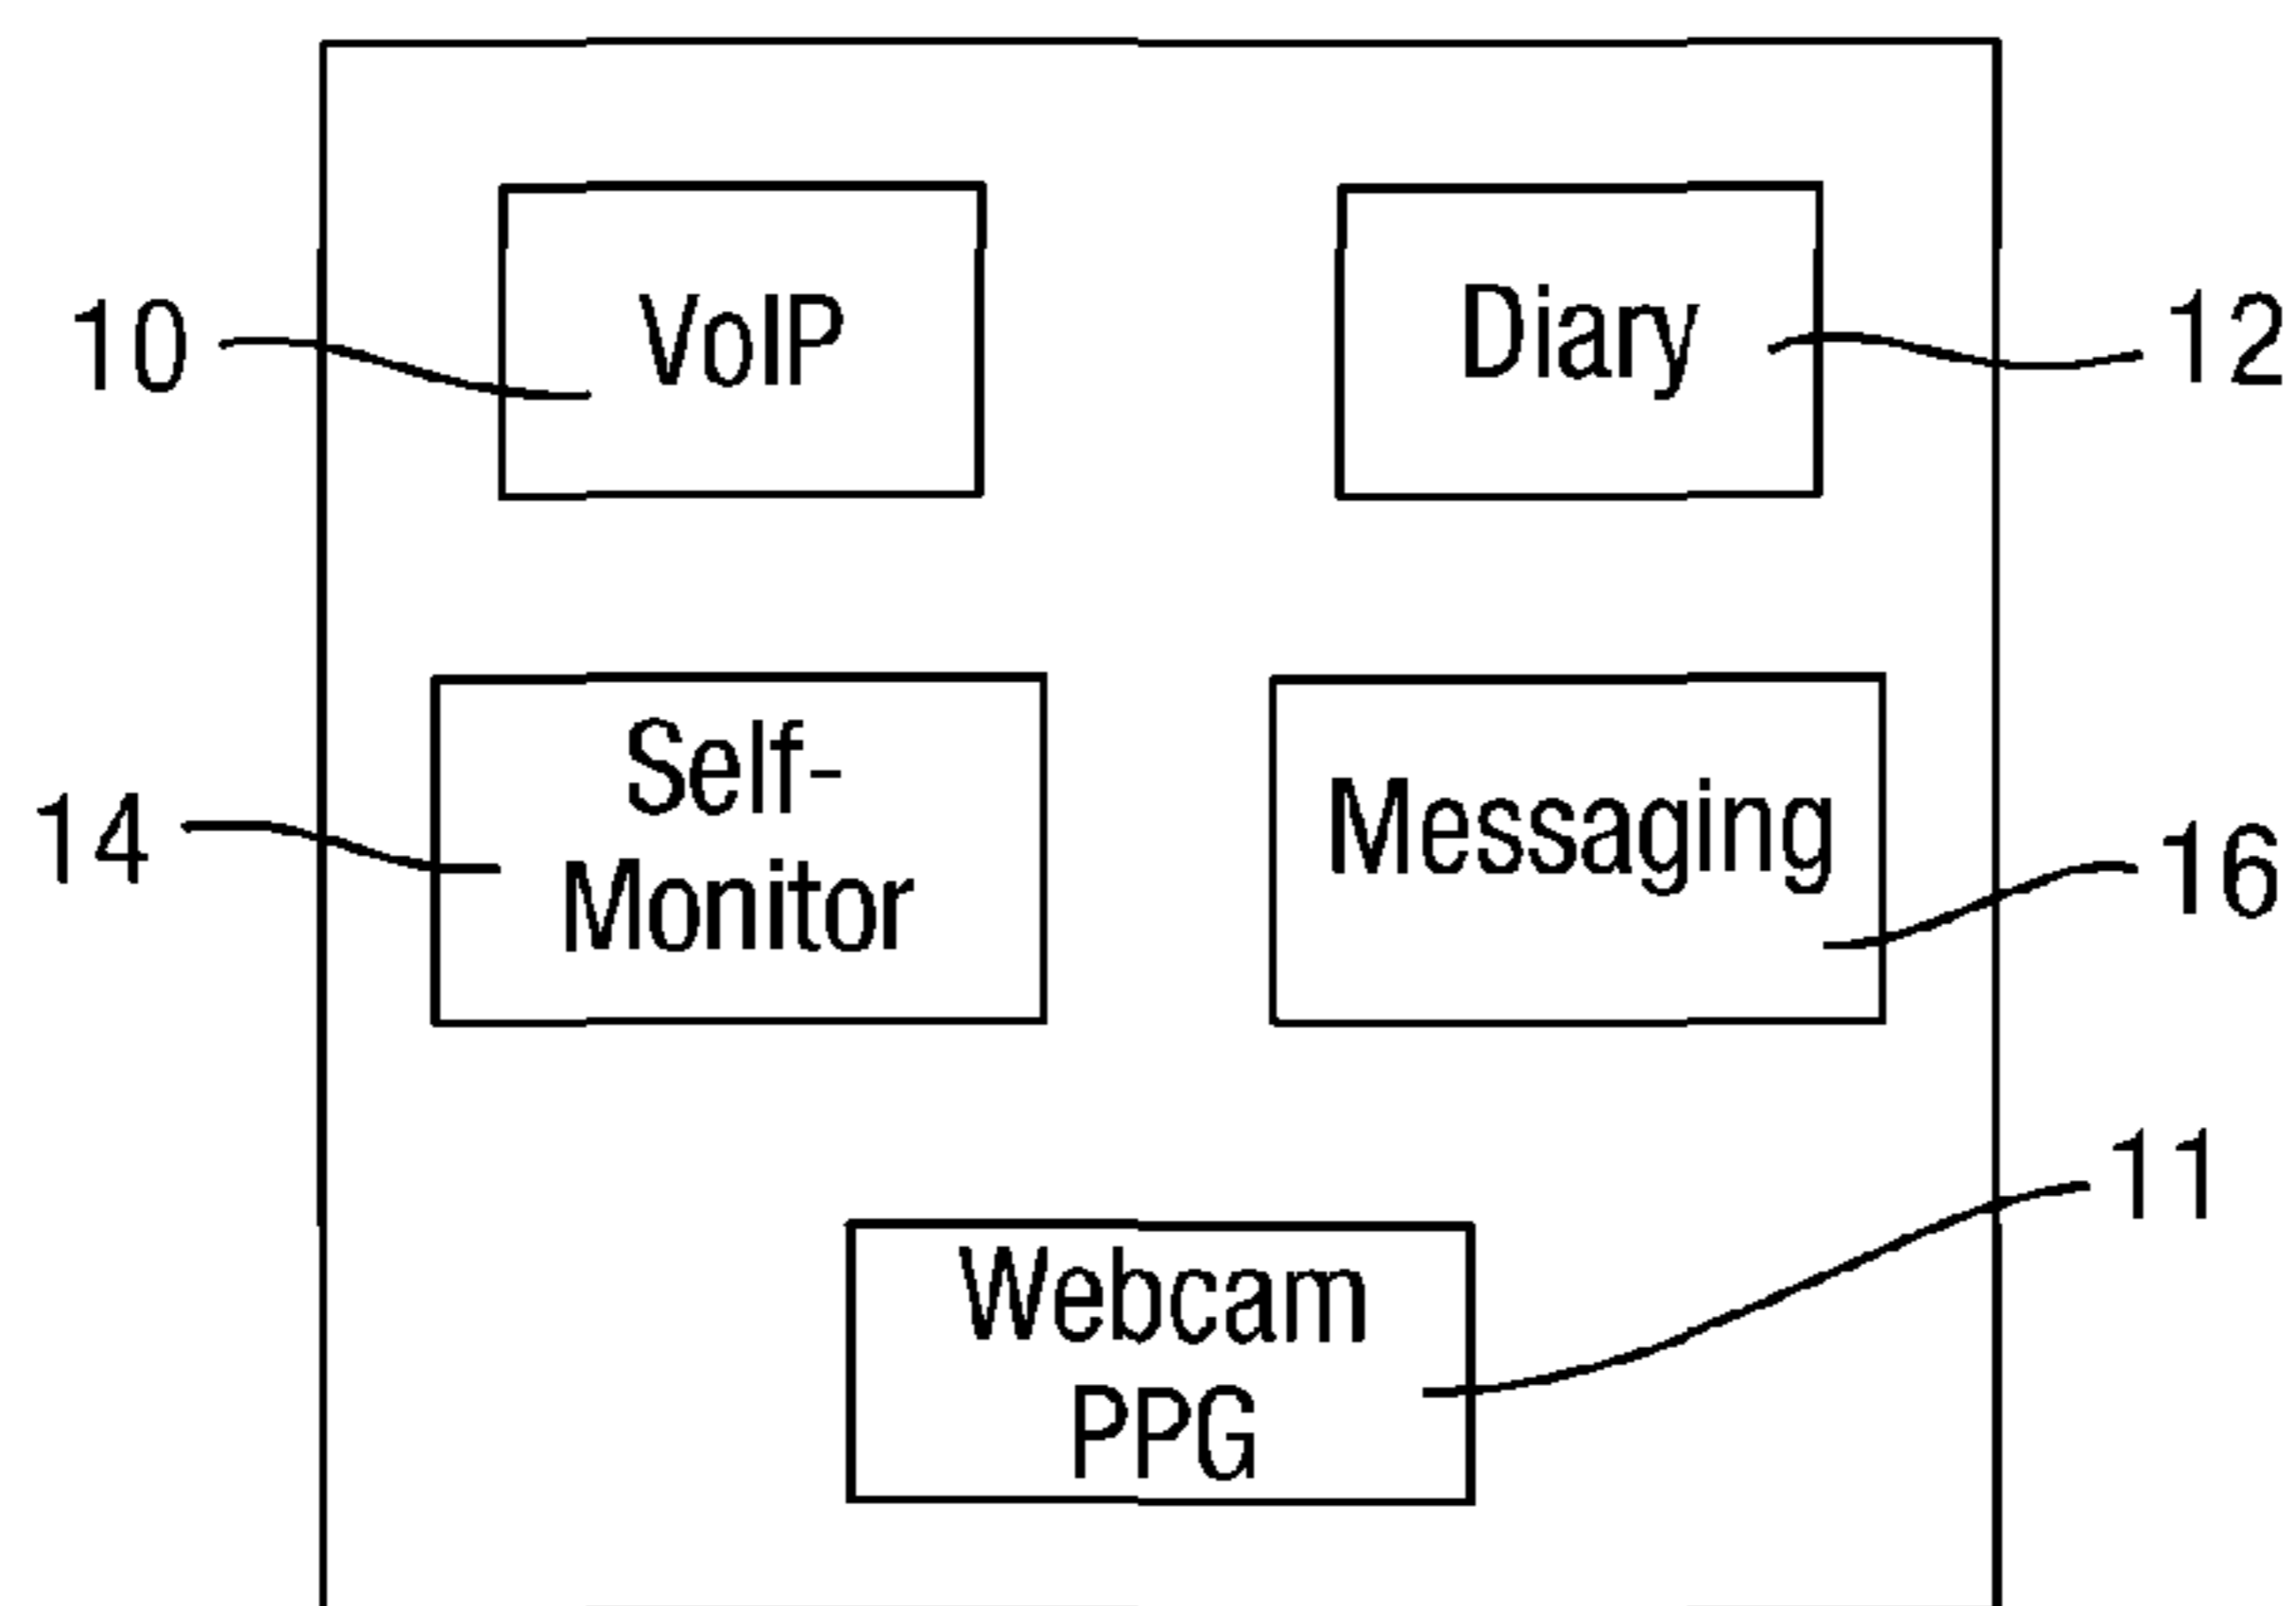 10
VoIP
Diary
12
14
Self-
Monitor
Messaging
16
11
Webcam
PPG